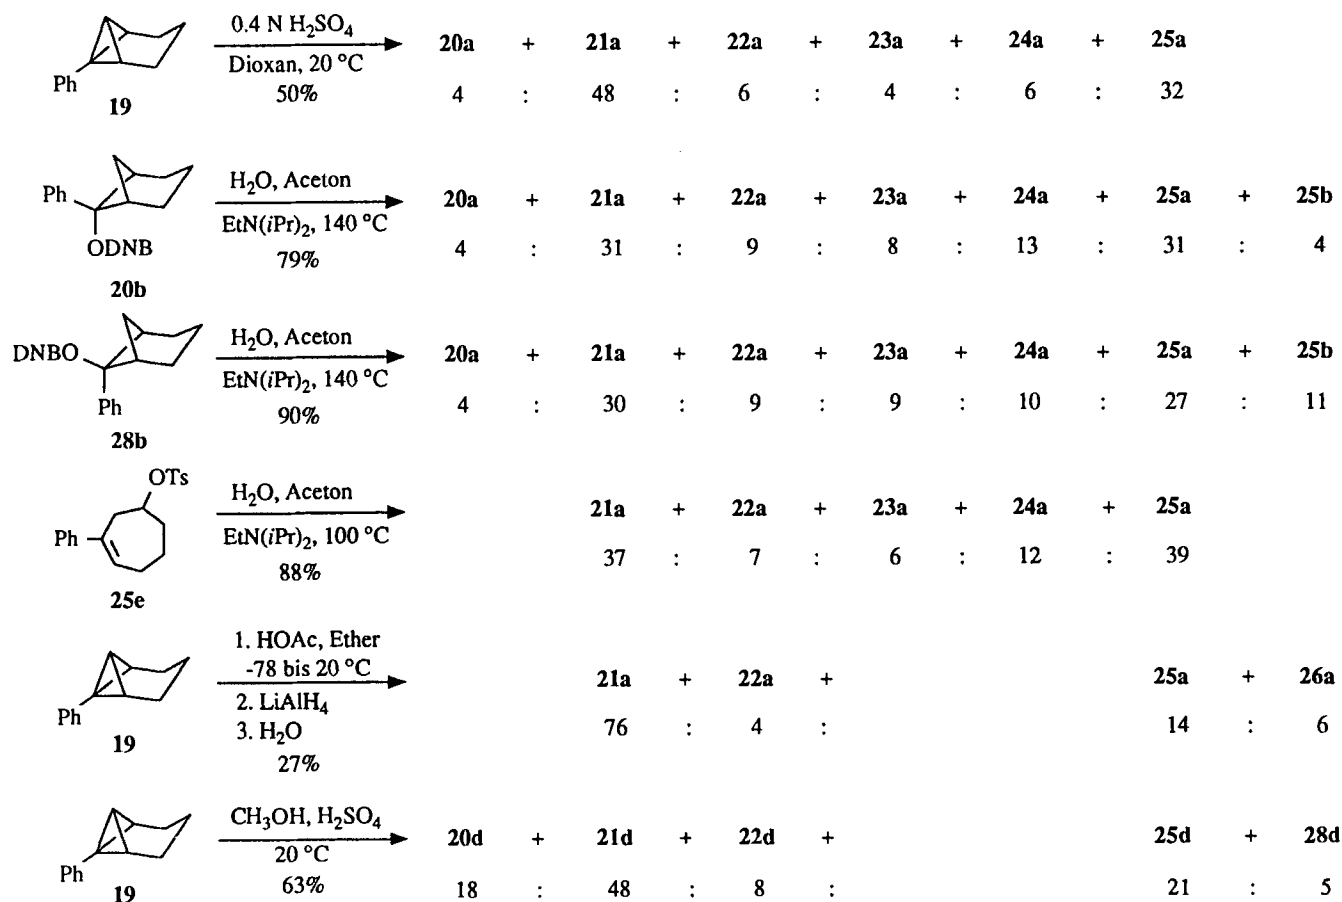 0.4 N H2SO4
Dioxan, 20 °C
50%
Ph
19
20a + 21a + 22a + 23a + 24a + 25a
4 : 48 : 6 : 4 : 6 : 32
Ph
ODNB
20b
H2O, Aceton
EtN(iPr)2, 140 °C
79%
20a + 21a + 22a + 23a + 24a + 25a + 25b
4 : 31 : 9 : 8 : 13 : 31 : 4
DNBO
Ph
28b
H2O, Aceton
EtN(iPr)2, 140 °C
90%
20a + 21a + 22a + 23a + 24a + 25a + 25b
4 : 30 : 9 : 9 : 10 : 27 : 11
OTs
Ph
25e
H2O, Aceton
EtN(iPr)2, 100 °C
88%
21a + 22a + 23a + 24a + 25a
37 : 7 : 6 : 12 : 39
Ph
19
1. HOAc, Ether
-78 bis 20 °C
2. LiAlH4
3. H2O
27%
21a + 22a + 25a + 26a
76 : 4 : 14 : 6
Ph
19
CH3OH, H2SO4
20 °C
63%
20d + 21d + 22d + 25d + 28d
18 : 48 : 8 : 21 : 5